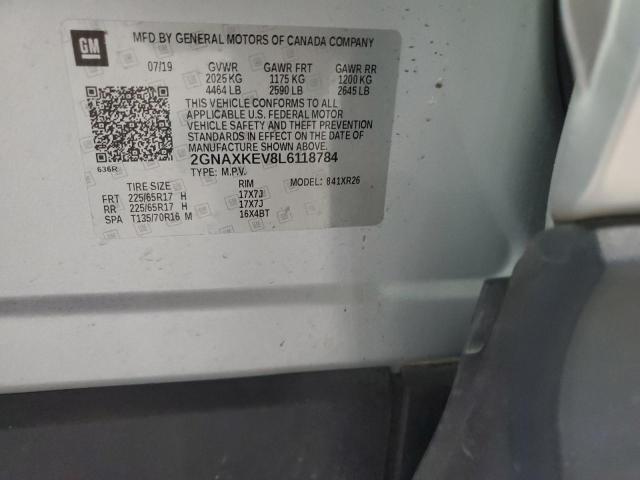 GM
MFD BY GENERAL MOTORS OF CANADA COMPANY
07/19 GVWR GAWR FRT GAWR RR
2025 KG 1175 KG 1200 KG
4464 LB 2590 LB 2645 LB
THIS VEHICLE CONFORMS TO ALL
APPLICABLE U.S. FEDERAL MOTOR
VEHICLE SAFETY AND THEFT PREVENTION
STANDARDS IN EFFECT ON THE DATE OF
MANUFACTURE SHOWN ABOVE.
2GNAXKEV8L6118784
636R
TYPE: M.P.V.
TIRE SIZE RIM MODEL: 841XR26
FRT 225/65R17 H 17X7J
RR 225/65R17 H 17X7J
SPA T135/70R16 M 16X4BT